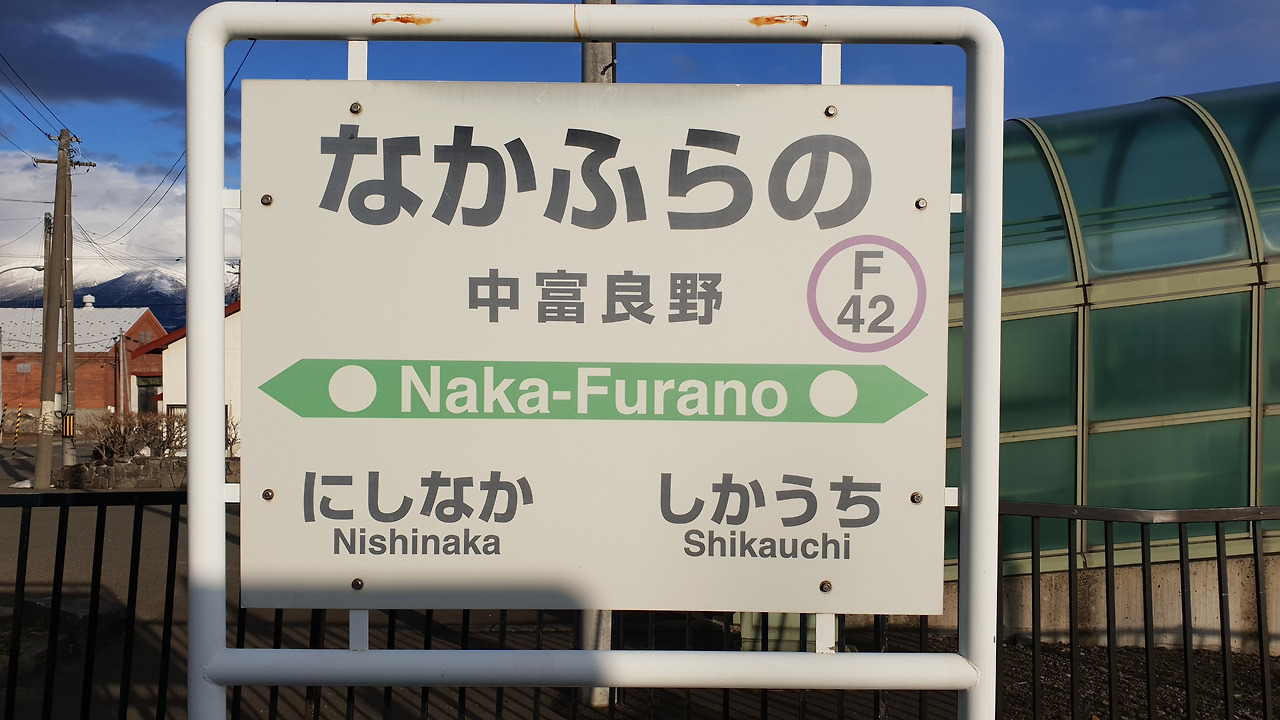 なかふらの
中富良野
F
42
Naka-Furano
にしなか
Nishinaka
しかうち
Shikauchi